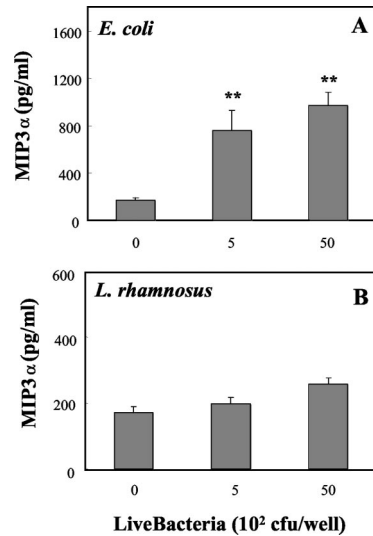 E. coli A
MIP3α (pg/ml)
1600
1200
800
400
0
** **
0 5 50
L. rhamnosus B
MIP3α (pg/ml)
600
400
200
0
0 5 50
LiveBacteria (10² cfu/well)